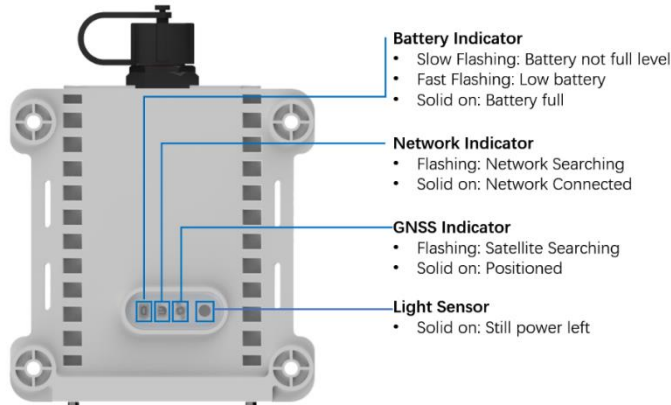 Battery Indicator
• Slow Flashing: Battery not full level
• Fast Flashing: Low battery
• Solid on: Battery full
Network Indicator
• Flashing: Network Searching
• Solid on: Network Connected
GNSS Indicator
• Flashing: Satellite Searching
• Solid on: Positioned
Light Sensor
• Solid on: Still power left